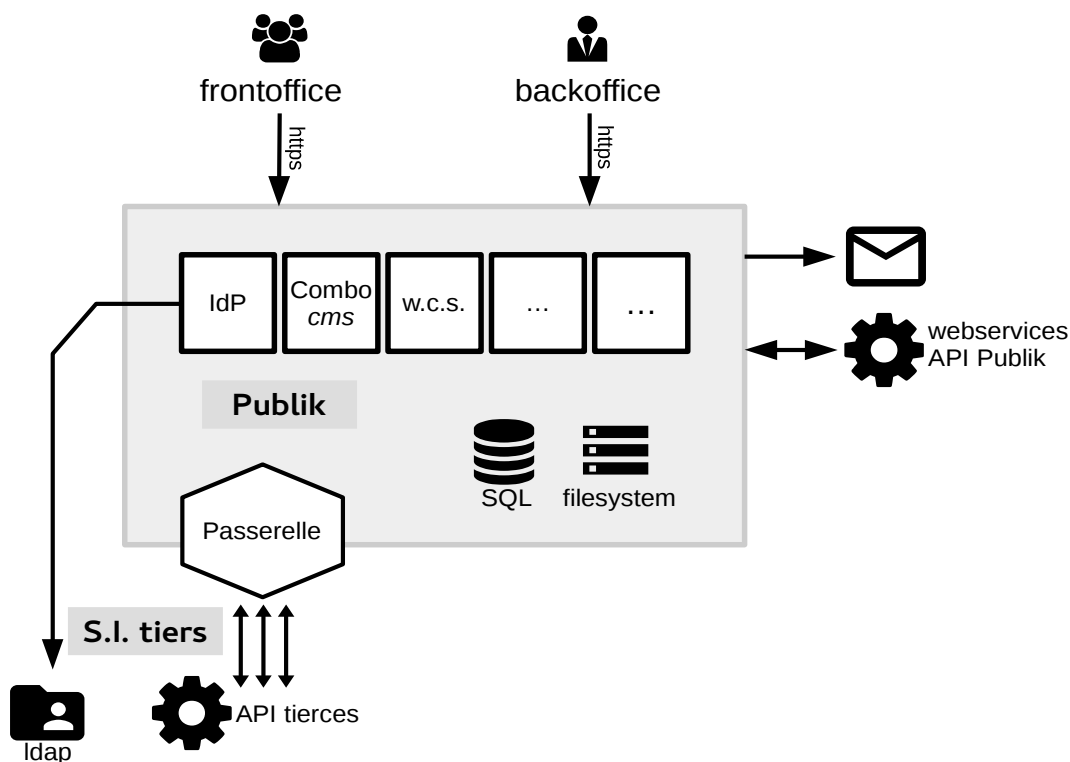 frontoffice
backoffice
https
https
IdP
Combo
cms
w.c.s.
...
...
webservices
API Publik
Publik
SQL
filesystem
Passerelle
S.I. tiers
API tierces
ldap